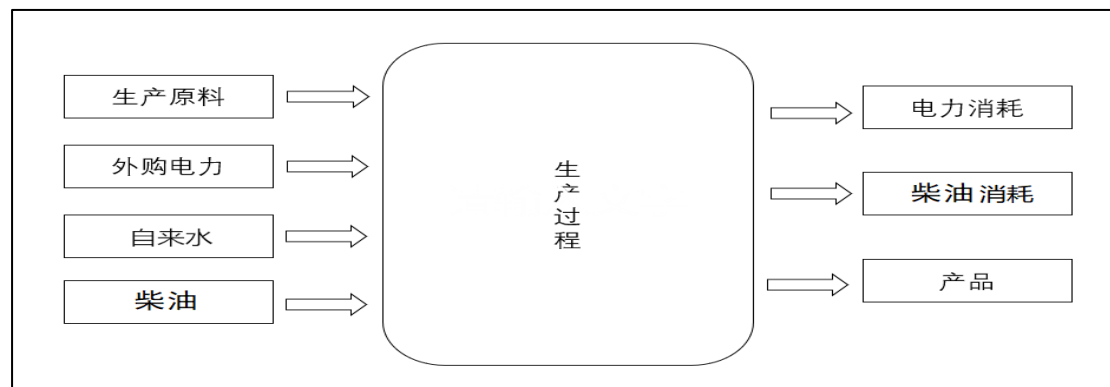 生产原料
外购电力
自来水
柴油
生产过程
电力消耗
柴油消耗
产品